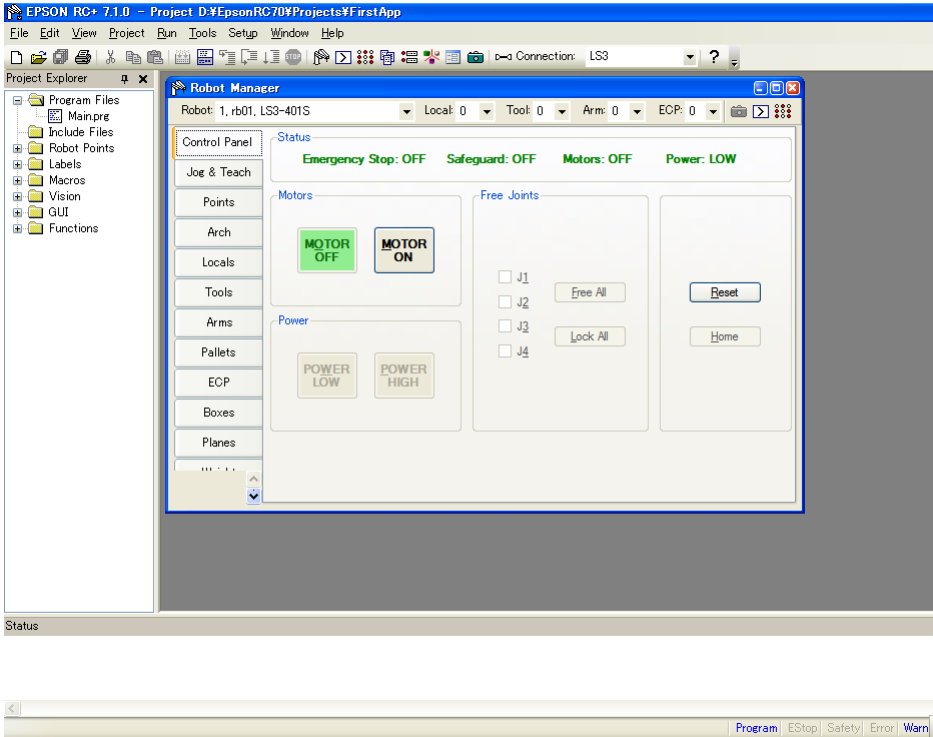 EPSON RC+ 7.1.0 - Project D:¥EpsonRC70¥Projects¥FirstApp
File Edit View Project Run Tools Setup Window Help
Connection: LS3
?
Project Explorer
Program Files
Main.prg
Include Files
Robot Points
Labels
Macros
Vision
GUI
Functions
Robot Manager
Robot: 1, rb01, LS3-401S Local: 0 Tool: 0 Arm: 0 ECP: 0
Control Panel
Jog & Teach
Points
Arch
Locals
Tools
Arms
Pallets
ECP
Boxes
Planes
Status
Emergency Stop: OFF Safeguard: OFF Motors: OFF Power: LOW
Motors
MOTOR OFF
MOTOR ON
Power
POWER LOW
POWER HIGH
Free Joints
J1
J2
J3
J4
Free All
Lock All
Reset
Home
Status
Program EStop Safety Error Warn